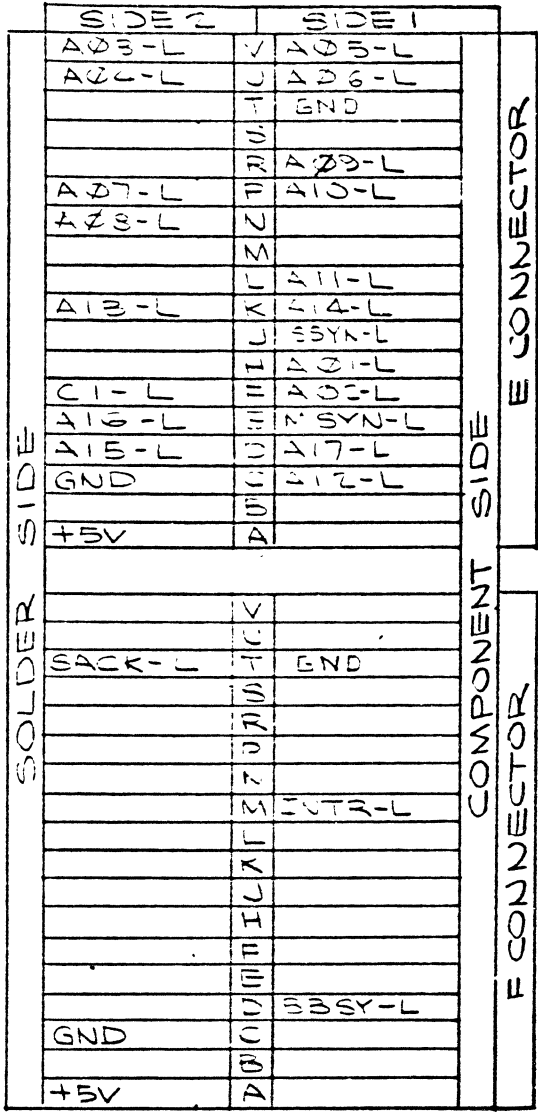 SIDE 2 SIDE 1
AØ3-L V AØ5-L
AØ4-L U AØ6-L
T GND
S
R AØ9-L
AØ7-L P A10-L
AØ8-L N
M
L A11-L
A13-L K A14-L
J SSYN-L
H AØ1-L
C1-L F AØ2-L
A16-L E MSYN-L
A15-L D A17-L
GND C A12-L
B
+5V A
V
U
SACK-L T GND
S
R
P
N
M INTR-L
L
K
J
H
F
E
D BBSY-L
GND C
B
+5V A
SOLDER SIDE
COMPONENT SIDE
E CONNECTOR
F CONNECTOR